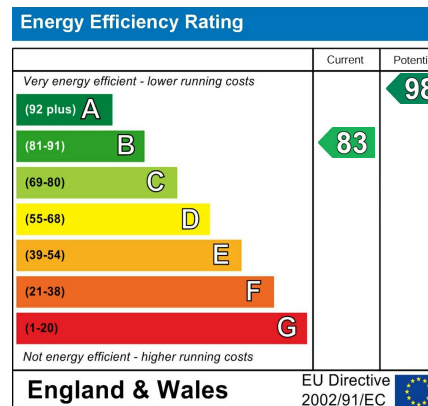 Energy Efficiency Rating
Current Potenti
Very energy efficient - lower running costs
98
(92 plus) A
(81-91) B
83
(69-80) C
(55-68) D
(39-54) E
(21-38) F
(1-20) G
Not energy efficient - higher running costs
England & Wales
EU Directive
2002/91/EC